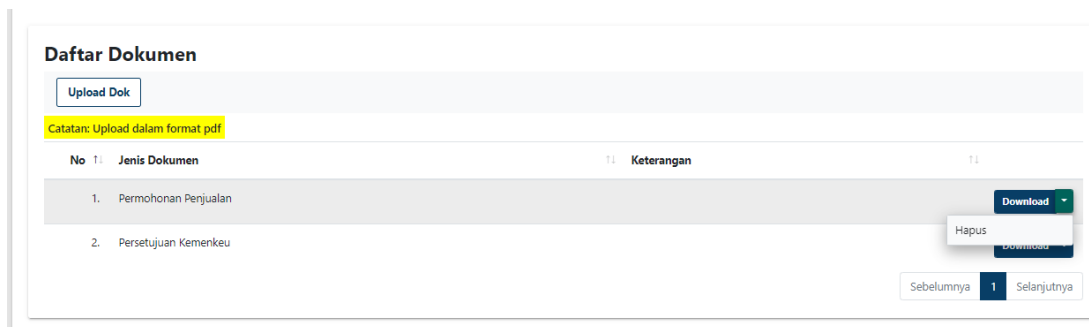 Daftar Dokumen
Upload Dok
Catatan: Upload dalam format pdf
No Jenis Dokumen Keterangan
1. Permohonan Penjualan Download
Hapus
2. Persetujuan Kemenkeu Download
Sebelumnya 1 Selanjutnya